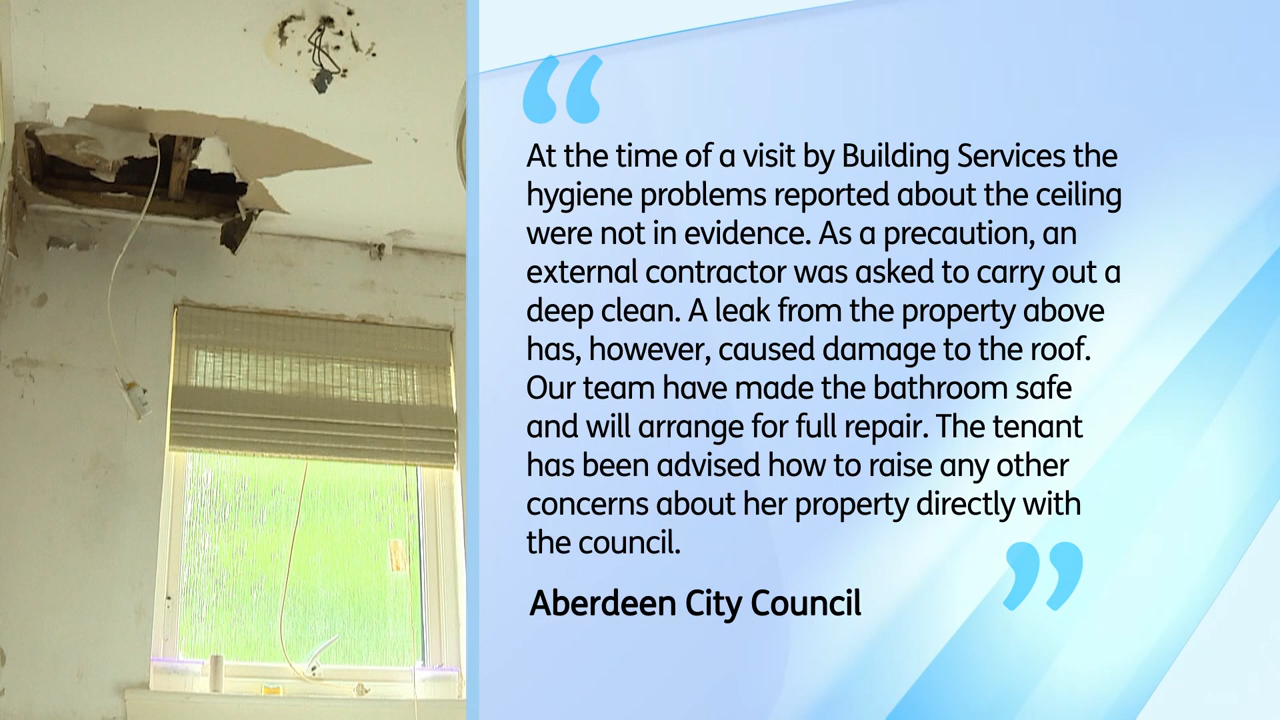 “
At the time of a visit by Building Services the
hygiene problems reported about the ceiling
were not in evidence. As a precaution, an
external contractor was asked to carry out a
deep clean. A leak from the property above
has, however, caused damage to the roof.
Our team have made the bathroom safe
and will arrange for full repair. The tenant
has been advised how to raise any other
concerns about her property directly with
the council.
”
Aberdeen City Council